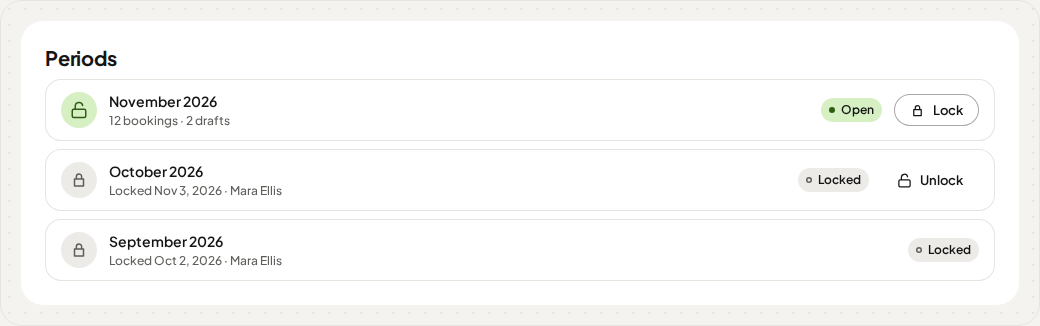 Periods
November 2026
12 bookings · 2 drafts
Open
Lock
October 2026
Locked Nov 3, 2026 · Mara Ellis
Locked
Unlock
September 2026
Locked Oct 2, 2026 · Mara Ellis
Locked